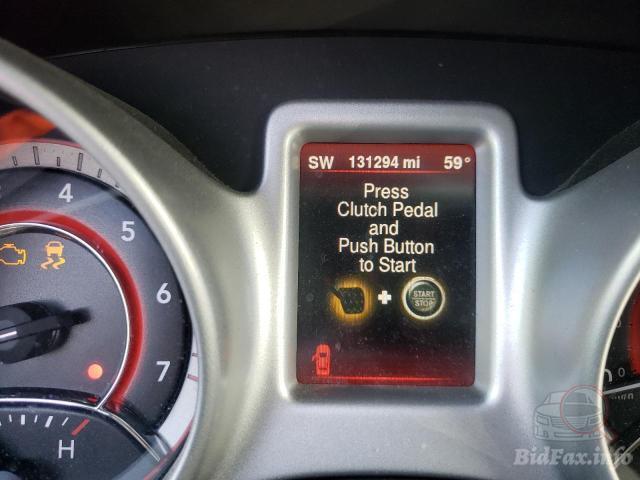 SW 131294 mi 59°
Press
Clutch Pedal
and
Push Button
to Start
START
STOP
4
5
6
7
H
0
BidFax.info